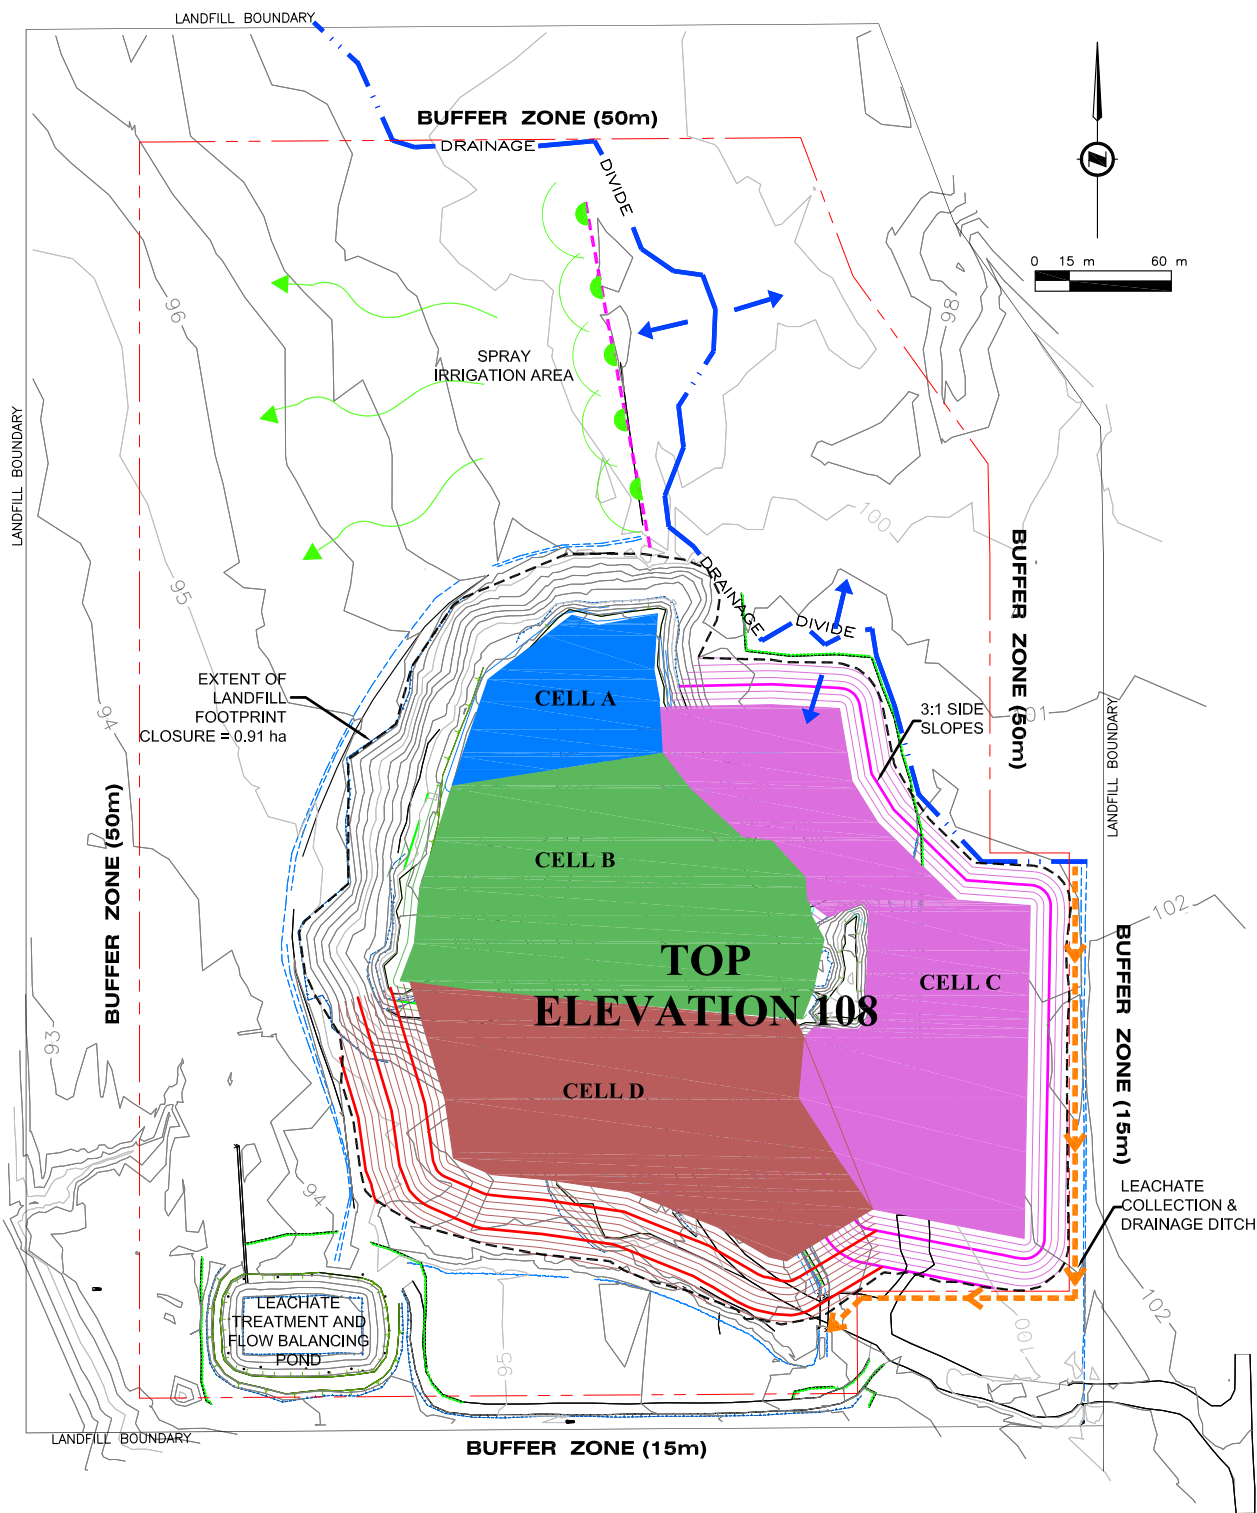 LANDFILL BOUNDARY
BUFFER ZONE (50m)
DRAINAGE
DIVIDE
N
0 15 m 60 m
96
98
SPRAY
IRRIGATION AREA
LANDFILL BOUNDARY
100
95
BUFFER ZONE (50m)
DRAINAGE
DIVIDE
EXTENT OF
LANDFILL
FOOTPRINT
CLOSURE = 0.91 ha
CELL A
3:1 SIDE
SLOPES
101
94
LANDFILL BOUNDARY
BUFFER ZONE (50m)
CELL B
102
TOP
ELEVATION 108
CELL C
BUFFER ZONE (15m)
93
CELL D
94
LEACHATE
COLLECTION &
DRAINAGE DITCH
LEACHATE
TREATMENT AND
FLOW BALANCING
POND
102
100
95
LANDFILL BOUNDARY
BUFFER ZONE (15m)